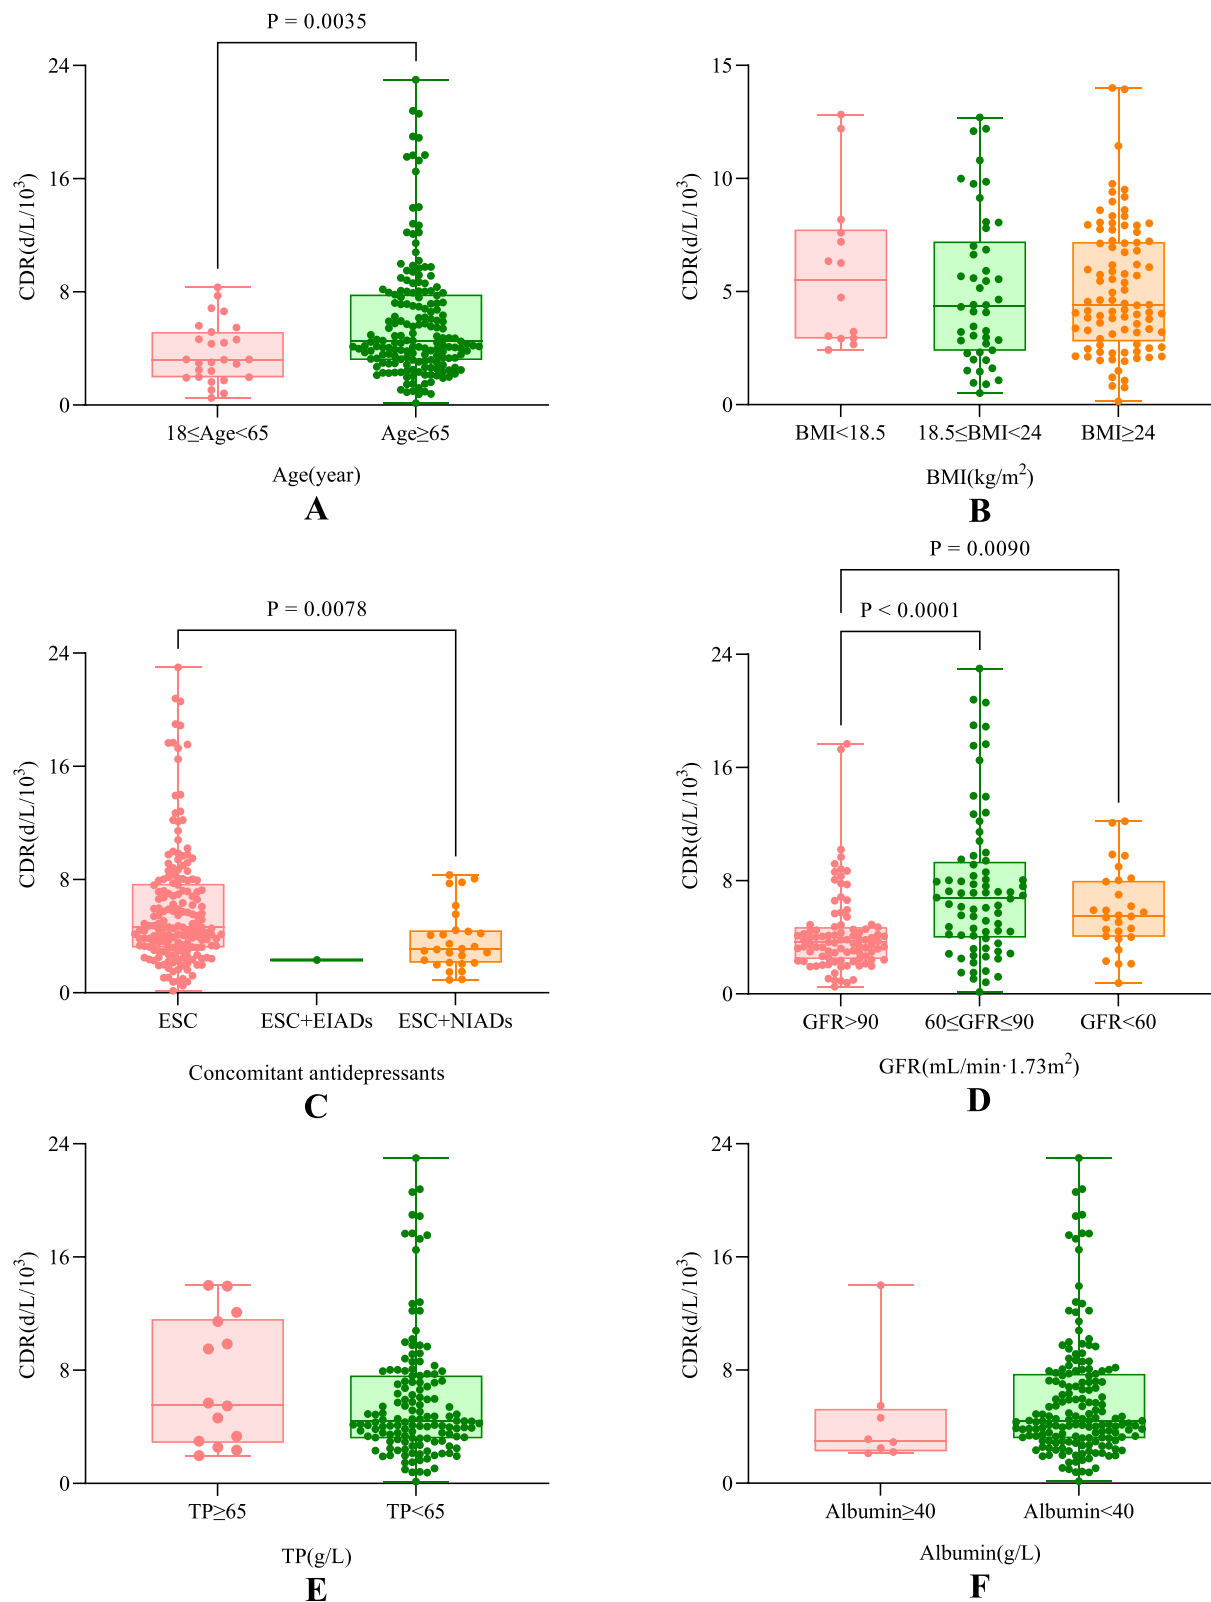 P = 0.0035
24
16
8
0
CDR(d/L/10³)
18≤Age<65 Age≥65
Age(year)
A
15
10
5
0
CDR(d/L/10³)
BMI<18.5 18.5≤BMI<24 BMI≥24
BMI(kg/m²)
B
P = 0.0078
24
16
8
0
CDR(d/L/10³)
ESC ESC+EIADs ESC+NIADs
Concomitant antidepressants
C
P = 0.0090
P < 0.0001
24
16
8
0
CDR(d/L/10³)
GFR>90 60≤GFR≤90 GFR<60
GFR(mL/min·1.73m²)
D
24
16
8
0
CDR(d/L/10³)
TP≥65 TP<65
TP(g/L)
E
24
16
8
0
CDR(d/L/10³)
Albumin≥40 Albumin<40
Albumin(g/L)
F